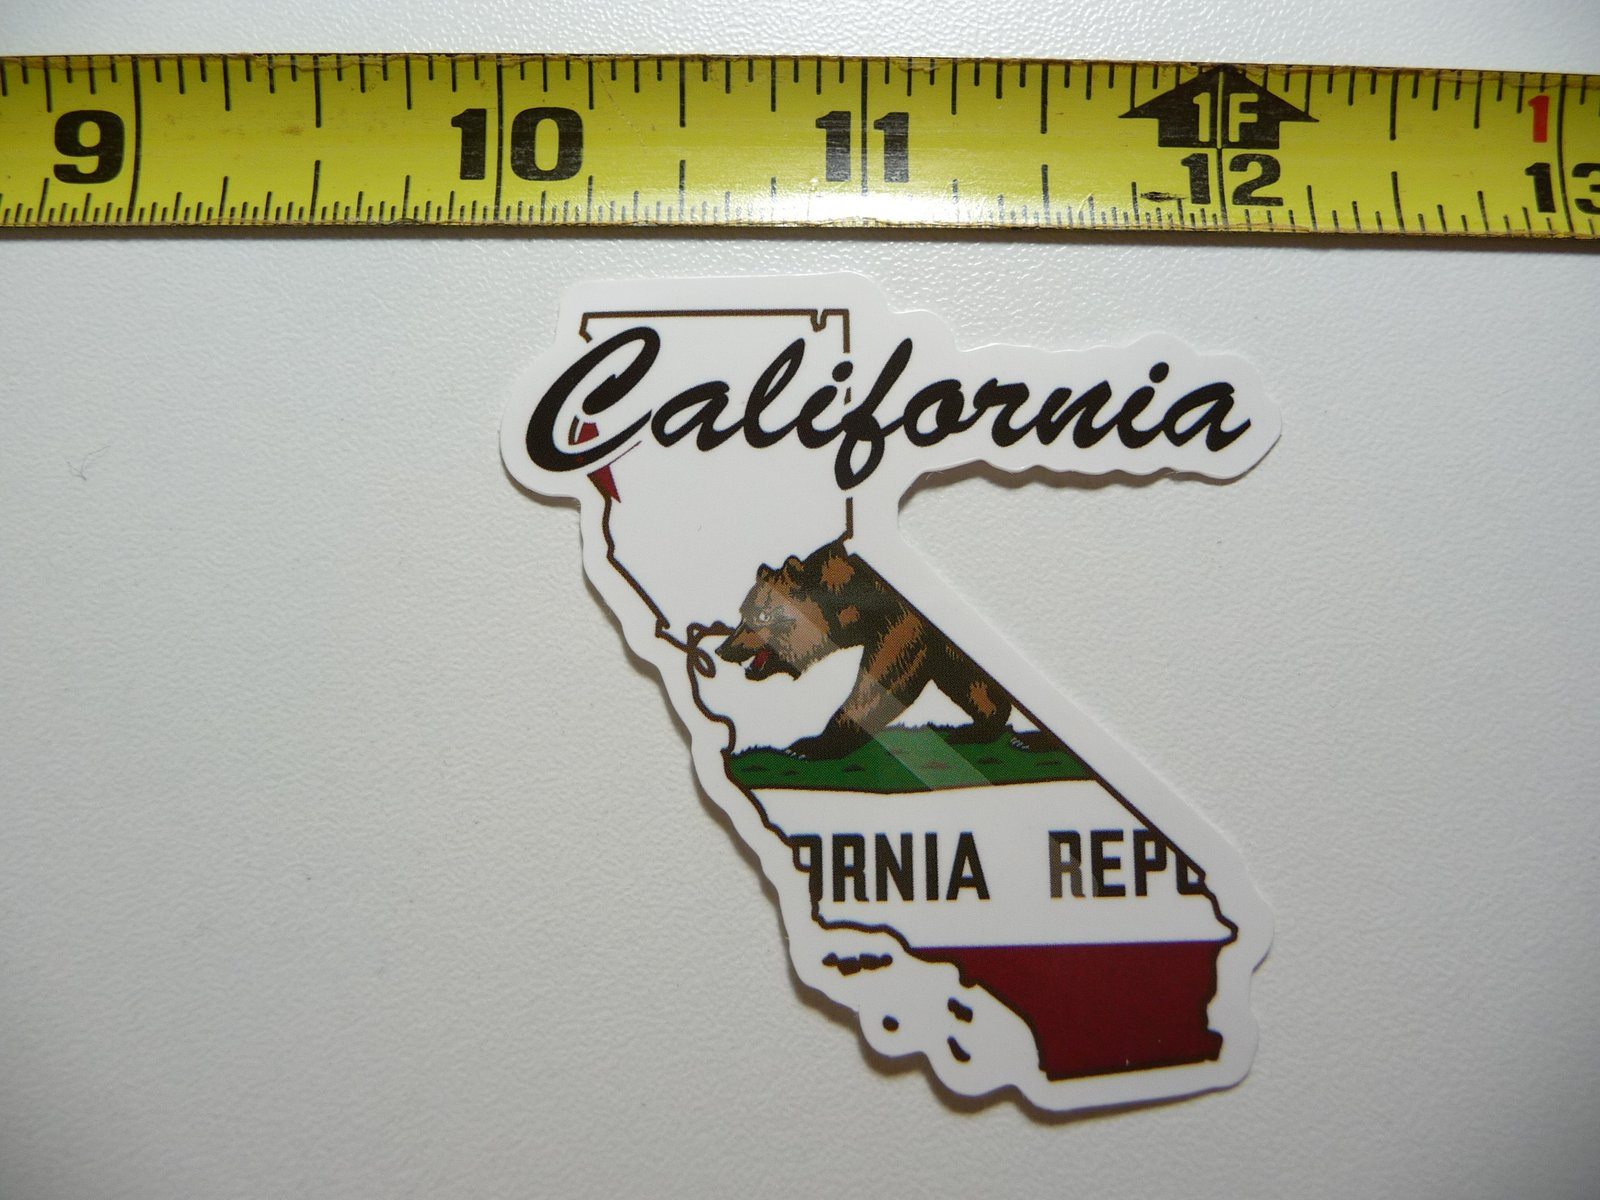 9 10 11 1F 12 1 13
California
ORNIA REPU